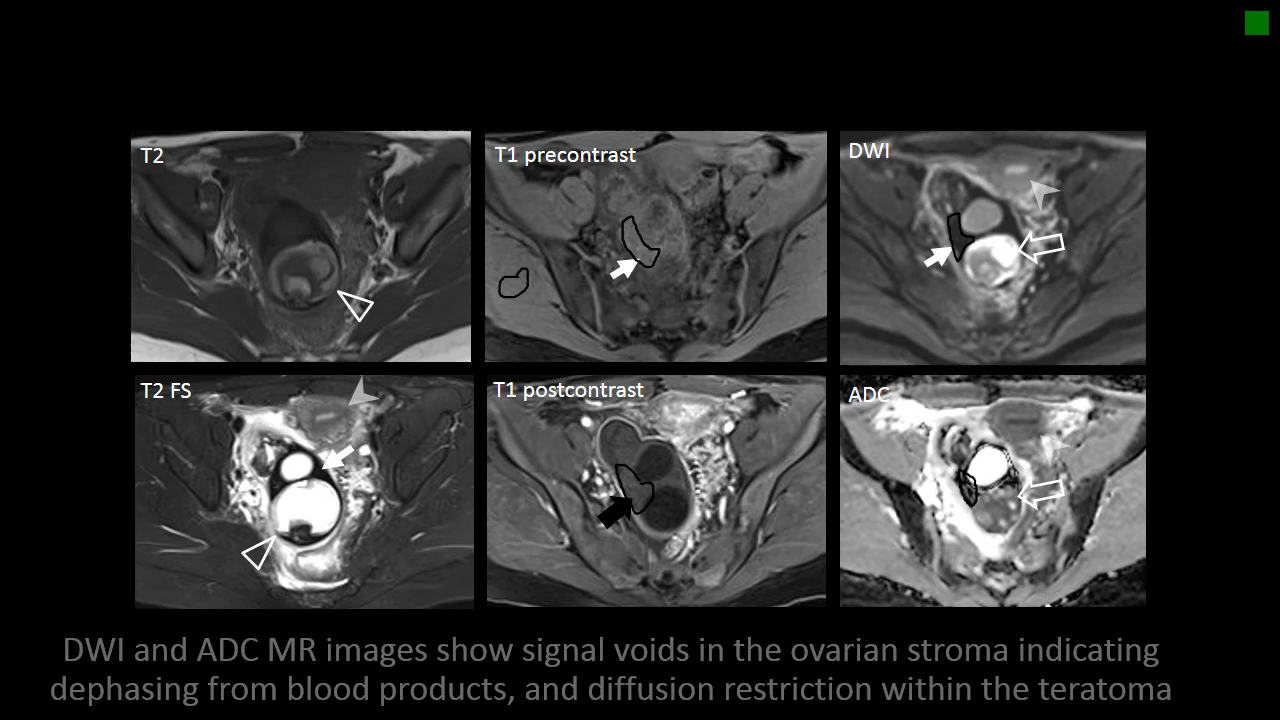 T2
T1 precontrast
DWI
T2 FS
T1 postcontrast
ADC
DWI and ADC MR images show signal voids in the ovarian stroma indicating
dephasing from blood products, and diffusion restriction within the teratoma